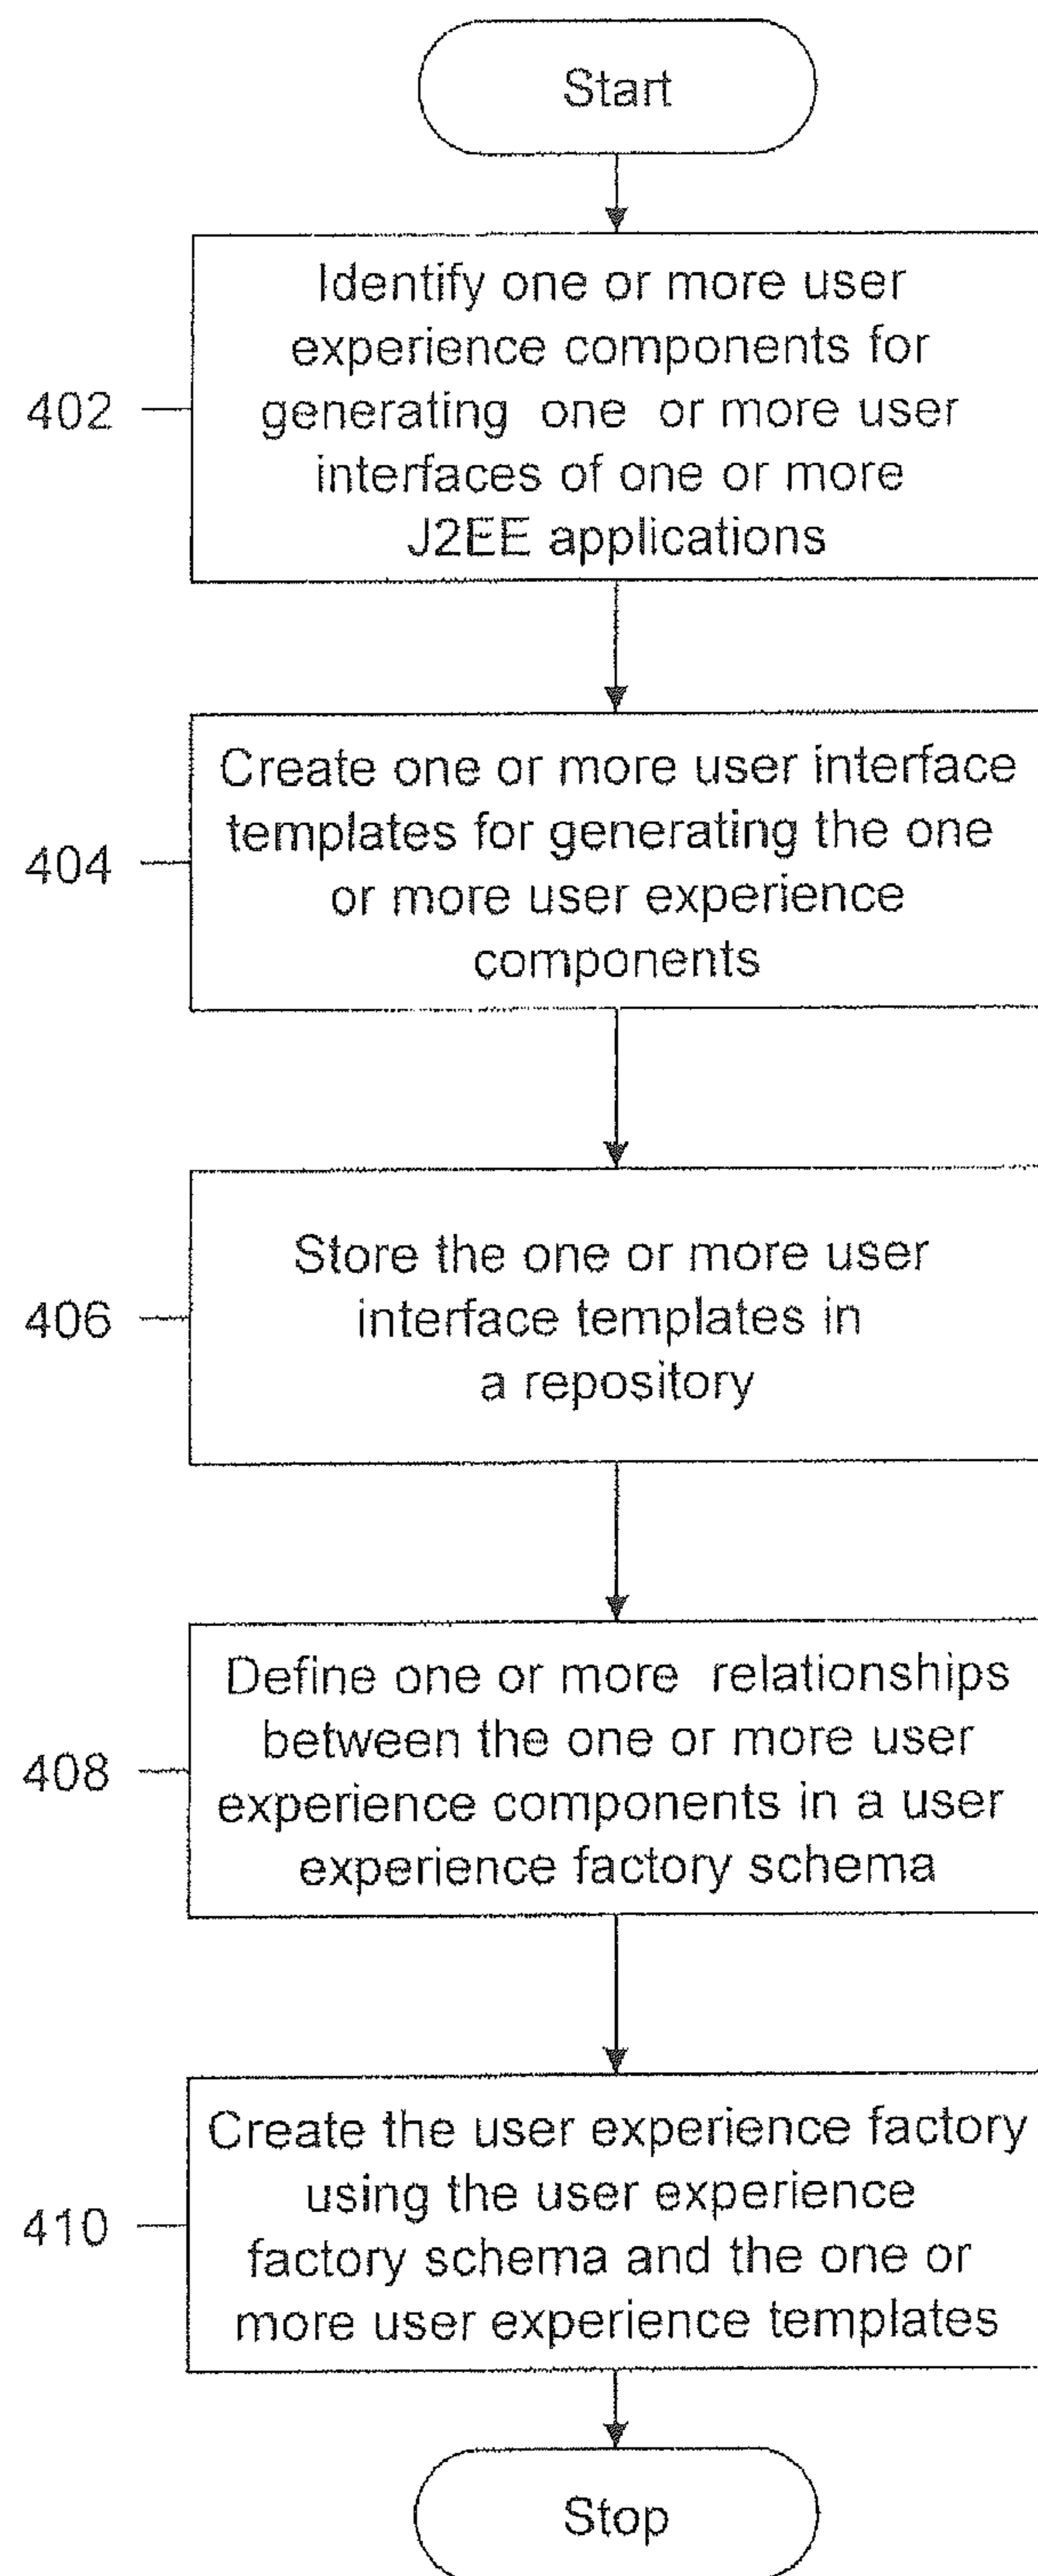 Start
Identify one or more user
experience components for
generating one or more user
402
interfaces of one or more
J2EE applications
Create one or more user interface
templates for generating the one
404
or more user experience
components
Store the one or more user
406
interface templates in
a repository
Define one or more relationships
between the one or more user
408
experience components in a user
experience factory schema
Create the user experience factory
using the user experience
410
factory schema and the one or
more user experience templates
Stop